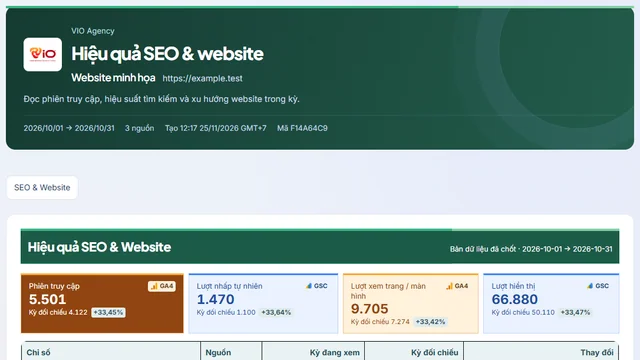 VIO Agency
ViO
Hiệu quả SEO & website
Website minh họa https://example.test
Đọc phiên truy cập, hiệu suất tìm kiếm và xu hướng website trong kỳ.
2026/10/01 → 2026/10/31 3 nguồn Tạo 12:17 25/11/2026 GMT+7 Mã F14A64C9
SEO & Website
Hiệu quả SEO & Website
Bản dữ liệu đã chốt · 2026-10-01 → 2026-10-31
Phiên truy cập GA4
5.501
Kỳ đối chiếu 4.122 +33,45%
Lượt nhấp tự nhiên GSC
1.470
Kỳ đối chiếu 1.100 +33,64%
Lượt xem trang / màn hình GA4
9.705
Kỳ đối chiếu 7.274 +33,42%
Lượt hiển thị GSC
66.880
Kỳ đối chiếu 50.110 +33,47%
Chỉ số Nguồn Kỳ đang xem Kỳ đối chiếu Thay đổi